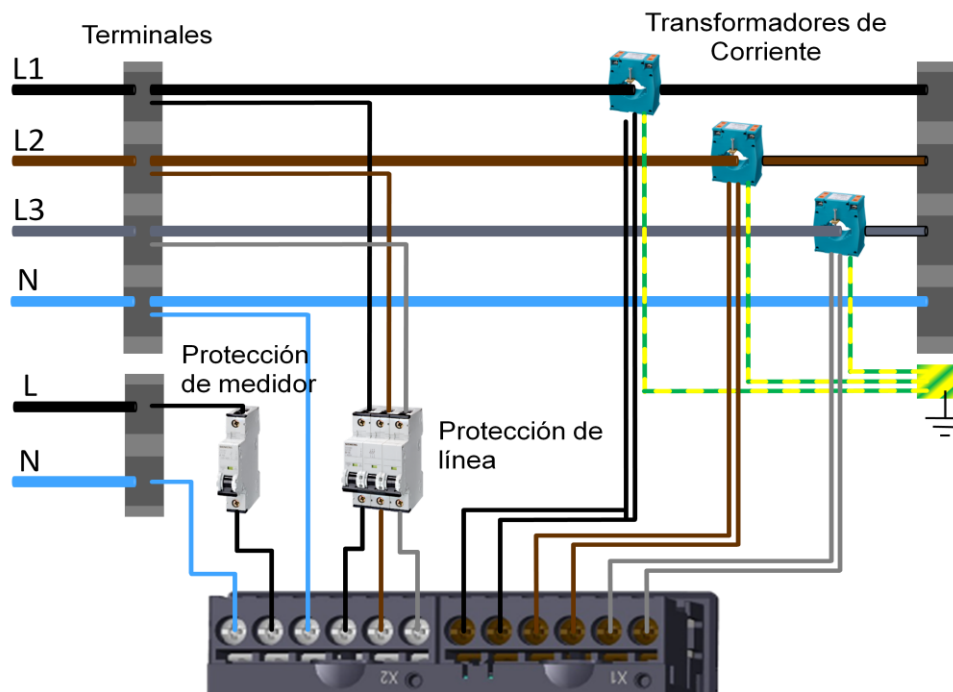 Terminales
Transformadores de
Corriente
L1
L2
L3
N
Protección
de medidor
L
Protección de
línea
N
X2
X1